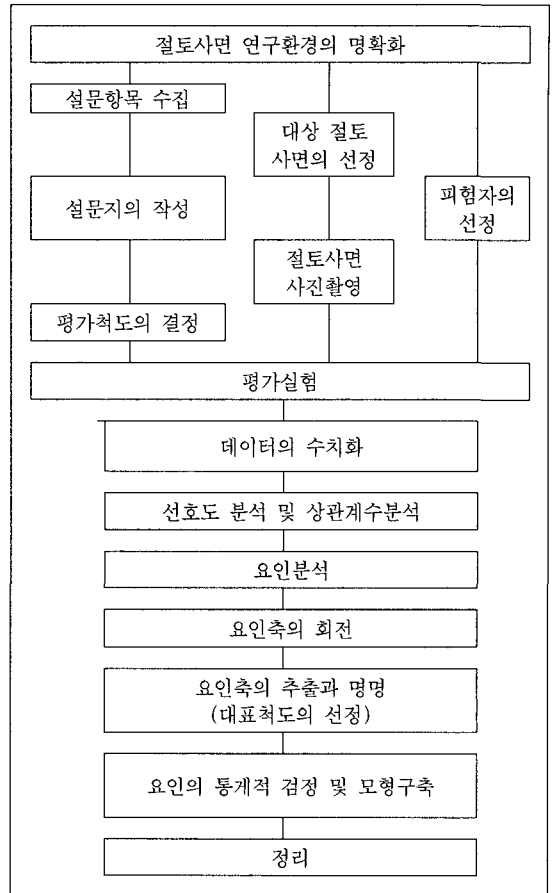 절토사면 연구환경의 명확화
설문항목 수집
설문지의 작성
평가척도의 결정
대상 절토
사면의 선정
절토사면
사진촬영
피험자의
선정
평가실험
데이터의 수치화
선호도 분석 및 상관계수분석
요인분석
요인축의 회전
요인축의 추출과 명명
(대표척도의 선정)
요인의 통계적 검정 및 모형구축
정리